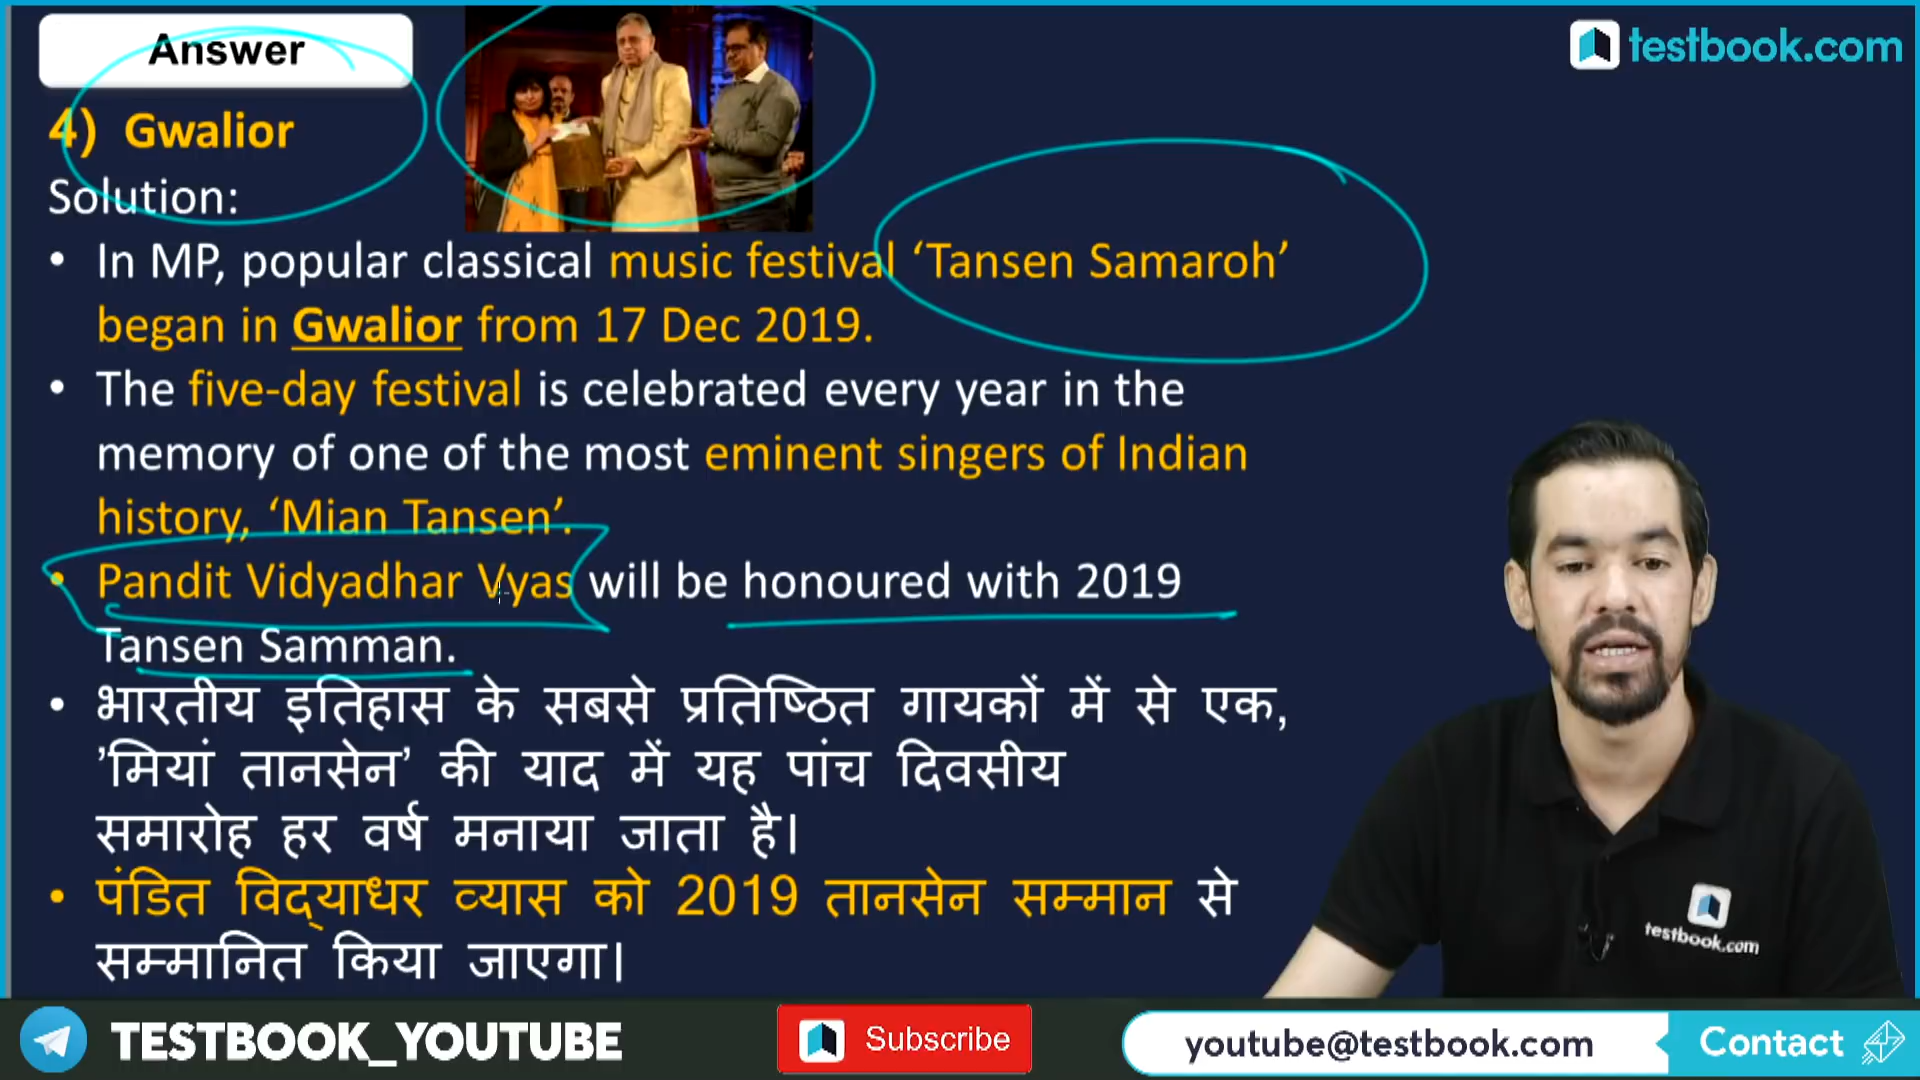 Answer
testbook.com
4) Gwalior
Solution:
• In MP, popular classical music festival ‘Tansen Samaroh’
began in Gwalior from 17 Dec 2019.
• The five-day festival is celebrated every year in the
memory of one of the most eminent singers of Indian
history, ‘Mian Tansen’.
• Pandit Vidyadhar Vyas will be honoured with 2019
Tansen Samman.
• भारतीय इतिहास के सबसे प्रतिष्ठित गायकों में से एक,
’मियां तानसेन’ की याद में यह पांच दिवसीय
समारोह हर वर्ष मनाया जाता है।
• पंडित विद्याधर व्यास को 2019 तानसेन सम्मान से
सम्मानित किया जाएगा।
testbook.com
TESTBOOK_YOUTUBE
Subscribe
youtube@testbook.com
Contact